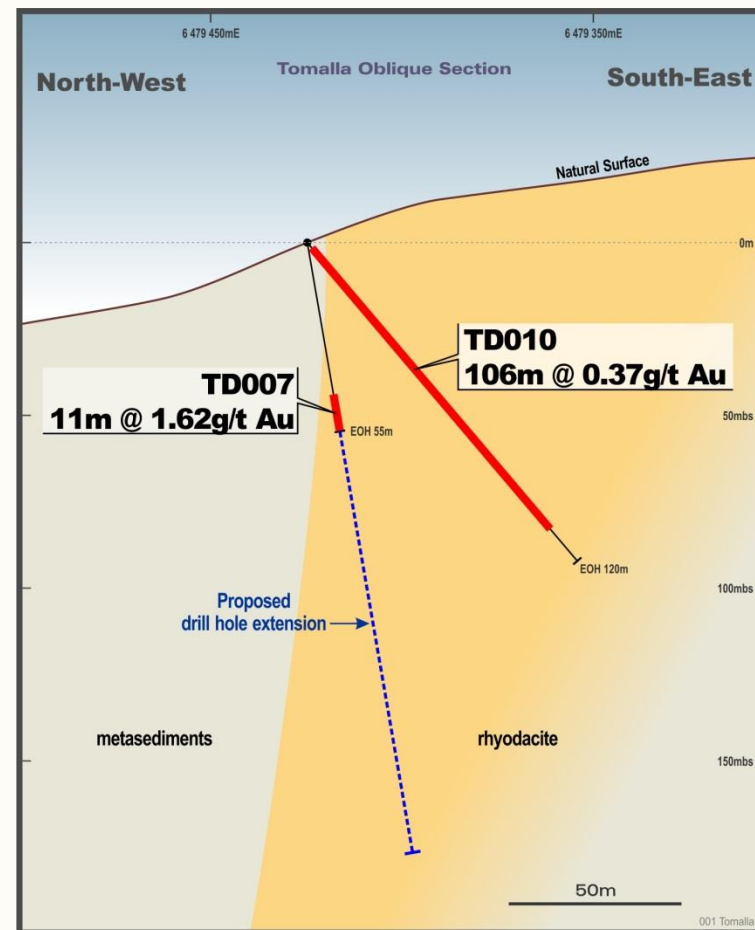 6 479 450mE
6 479 350mE
North-West
Tomalla Oblique Section
South-East
Natural Surface
0m
TD010
106m @ 0.37g/t Au
TD007
11m @ 1.62g/t Au
50mbs
EOH 55m
EOH 120m
100mbs
Proposed
drill hole extension
metasediments
rhyodacite
150mbs
50m
001 Tomalla